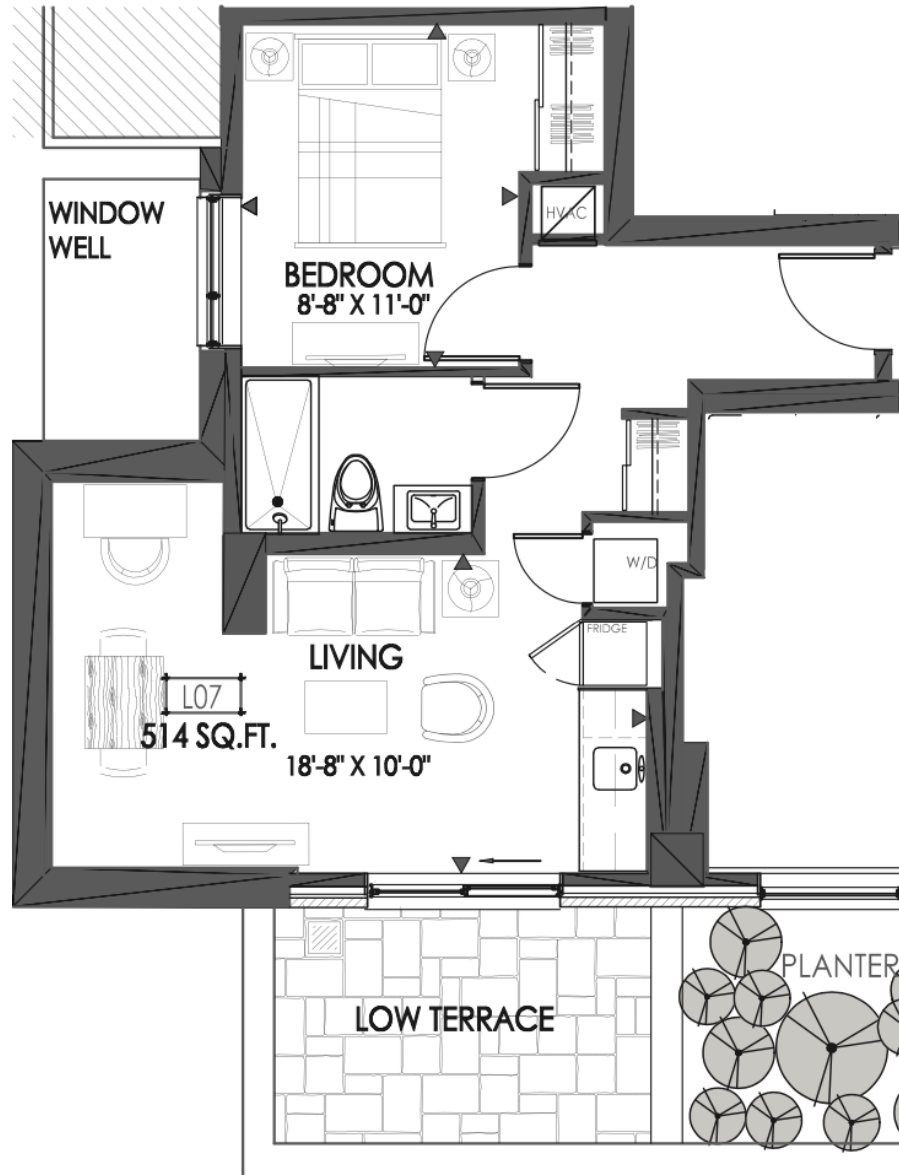 WINDOW
WELL
HVAC
BEDROOM
8'-8" X 11'-0"
W/D
FRIDGE
LIVING
L07
514 SQ.FT.
18'-8" X 10'-0"
PLANTER
LOW TERRACE